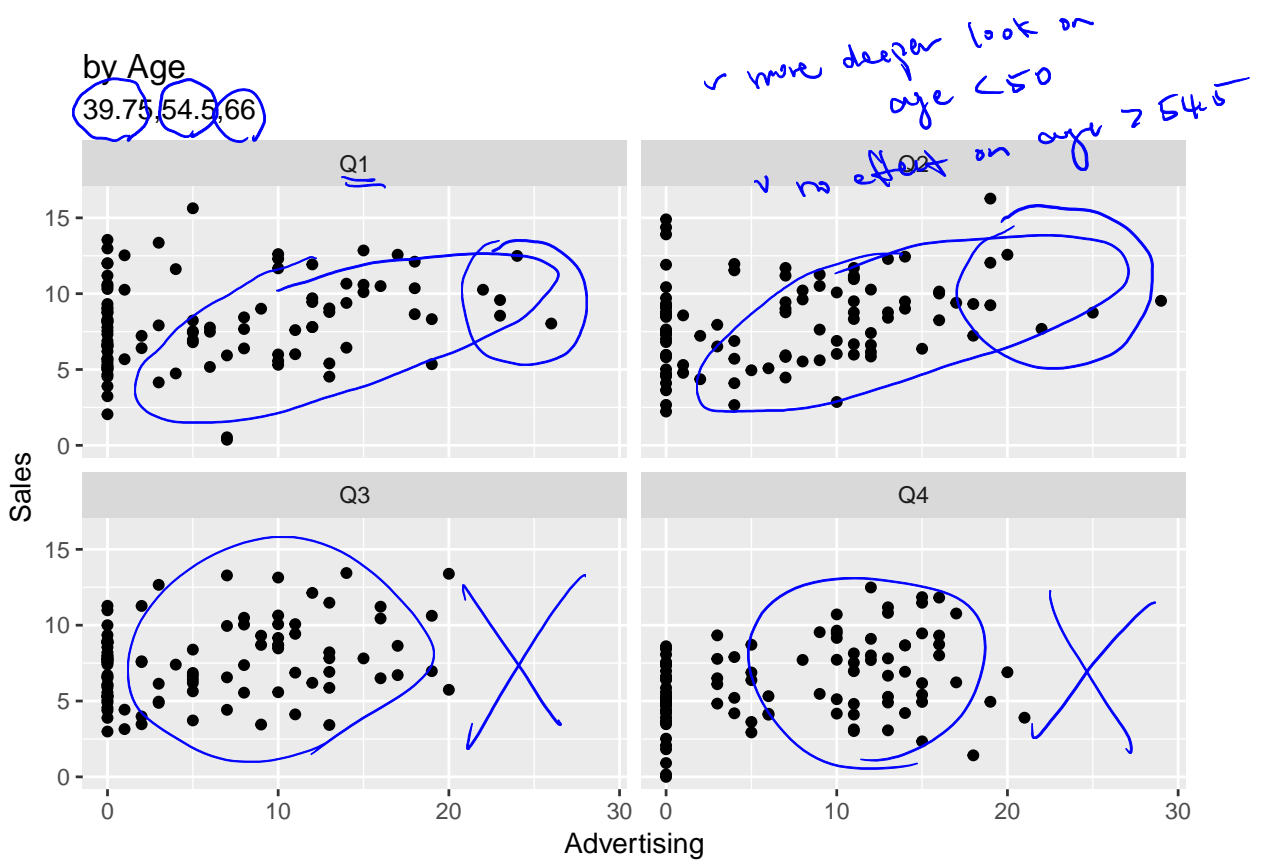 by Age
39.75,54.5,66
v more deeper look on
age <50
v no effect on age > 54.5
Q1
Q2
15
10
5
0
Q3
Q4
15
10
5
0
Sales
0
10
20
30
0
10
20
30
Advertising